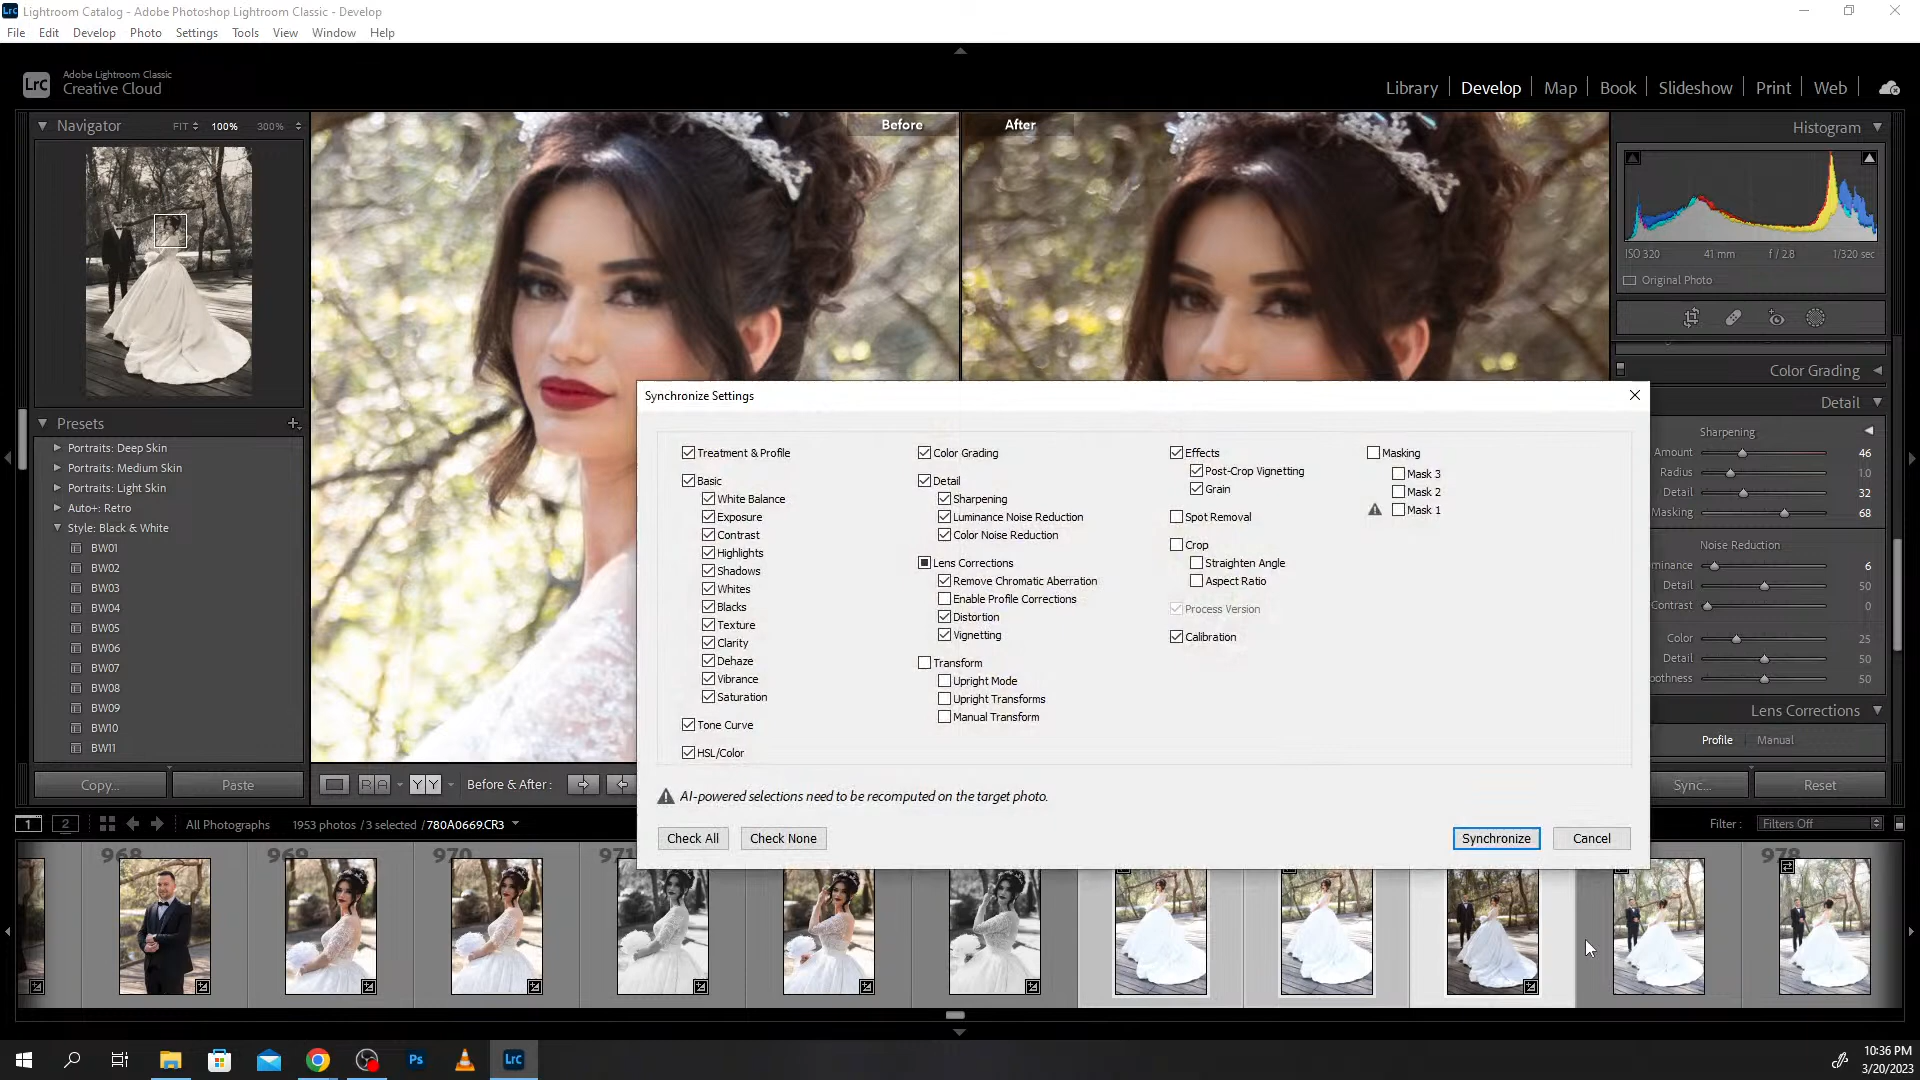 Lightroom Catalog - Adobe Photoshop Lightroom Classic - Develop
File Edit Develop Photo Settings Tools View Window Help
Lrc Adobe Lightroom Classic
Creative Cloud
Library Develop Map Book Slideshow Print Web
Navigator FIT 100% 300%
Before After
Histogram
ISO 320 41 mm f / 2.8 1/320 sec
Original Photo
Color Grading
Detail
Sharpening
Amount 46
Radius 1.0
Detail 32
Masking 68
Noise Reduction
minance 6
Detail 50
Contrast 0
Color 25
Detail 50
oothness 50
Lens Corrections
Profile Manual
Sync... Reset
Presets
Portraits: Deep Skin
Portraits: Medium Skin
Portraits: Light Skin
Auto+: Retro
Style: Black & White
BW01
BW02
BW03
BW04
BW05
BW06
BW07
BW08
BW09
BW10
BW11
Copy... Paste
Before & After :
Synchronize Settings
Treatment & Profile
Basic
White Balance
Exposure
Contrast
Highlights
Shadows
Whites
Blacks
Texture
Clarity
Dehaze
Vibrance
Saturation
Tone Curve
HSL/Color
Color Grading
Detail
Sharpening
Luminance Noise Reduction
Color Noise Reduction
Lens Corrections
Remove Chromatic Aberration
Enable Profile Corrections
Distortion
Vignetting
Transform
Upright Mode
Upright Transforms
Manual Transform
Effects
Post-Crop Vignetting
Grain
Spot Removal
Crop
Straighten Angle
Aspect Ratio
Process Version
Calibration
Masking
Mask 3
Mask 2
Mask 1
AI-powered selections need to be recomputed on the target photo.
Check All Check None Synchronize Cancel
1 2 All Photographs 1953 photos / 3 selected / 780A0669.CR3 Filter : Filters Off
968 969 970 971 978
Ps Lrc
10:36 PM
3/20/2023